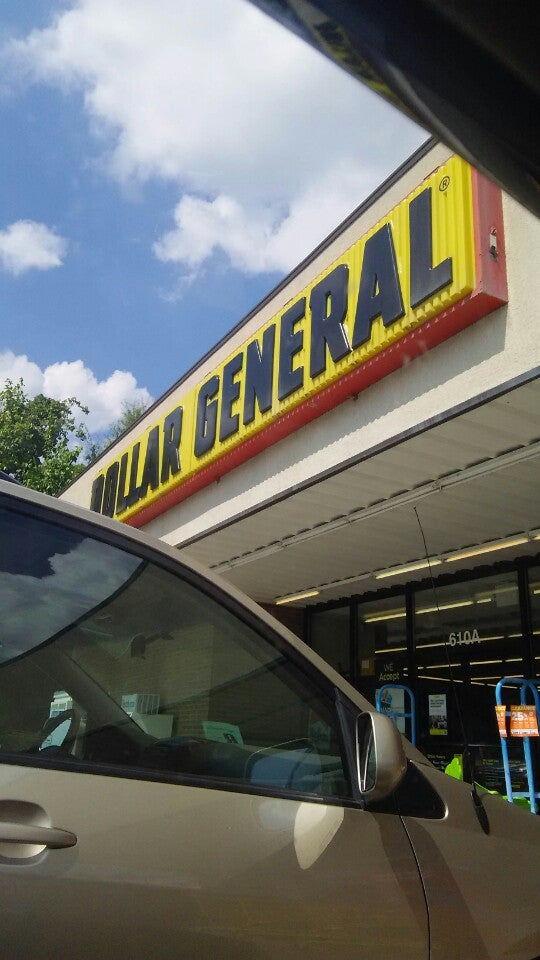 DOLLAR GENERAL®
610A
WE
Accept